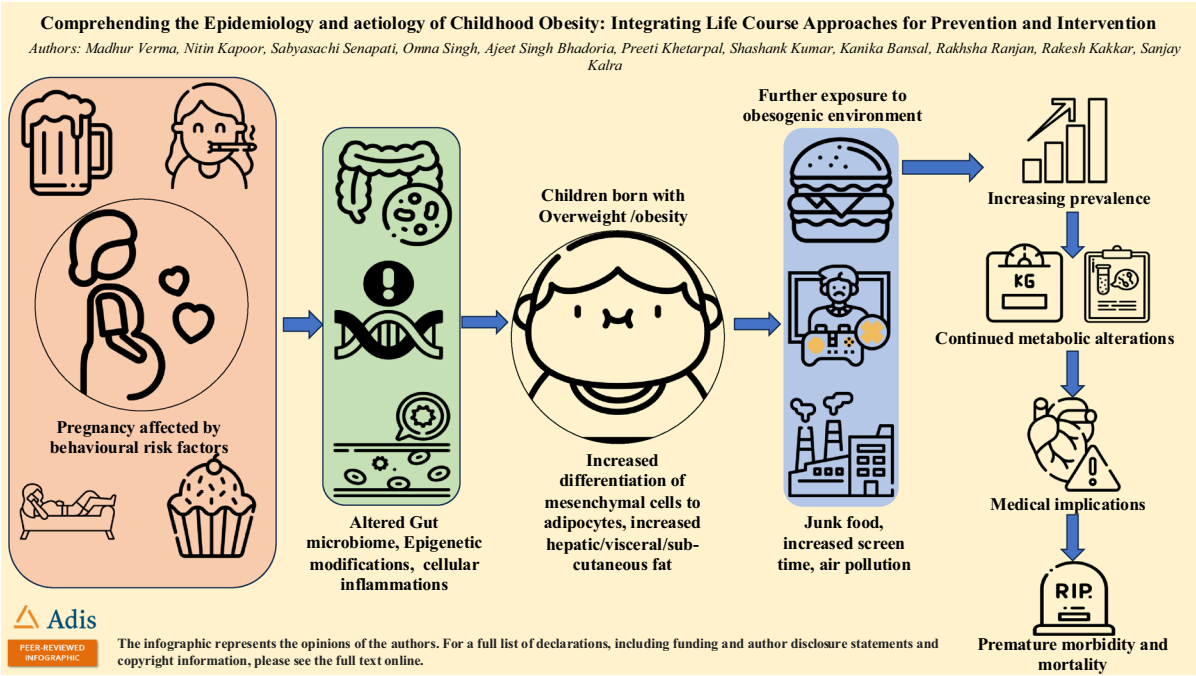 Comprehending the Epidemiology and aetiology of Childhood Obesity: Integrating Life Course Approaches for Prevention and Intervention
Authors: Madhur Verma, Nitin Kapoor, Sabyasachi Senapati, Omna Singh, Ajeet Singh Bhadoria, Preeti Khetarpal, Shashank Kumar, Kanika Bansal, Rakhsha Ranjan, Rakesh Kakkar, Sanjay
Kalra
Pregnancy affected by
behavioural risk factors
Altered Gut
microbiome, Epigenetic
modifications, cellular
inflammations
Children born with
Overweight /obesity
Increased
differentiation of
mesenchymal cells to
adipocytes, increased
hepatic/visceral/sub-
cutaneous fat
Further exposure to
obesogenic environment
Junk food,
increased screen
time, air pollution
Increasing prevalence
KG
Continued metabolic alterations
Medical implications
RIP.
Premature morbidity and
mortality
Adis
PEER-REVIEWED
INFOGRAPHIC
The infographic represents the opinions of the authors. For a full list of declarations, including funding and author disclosure statements and
copyright information, please see the full text online.